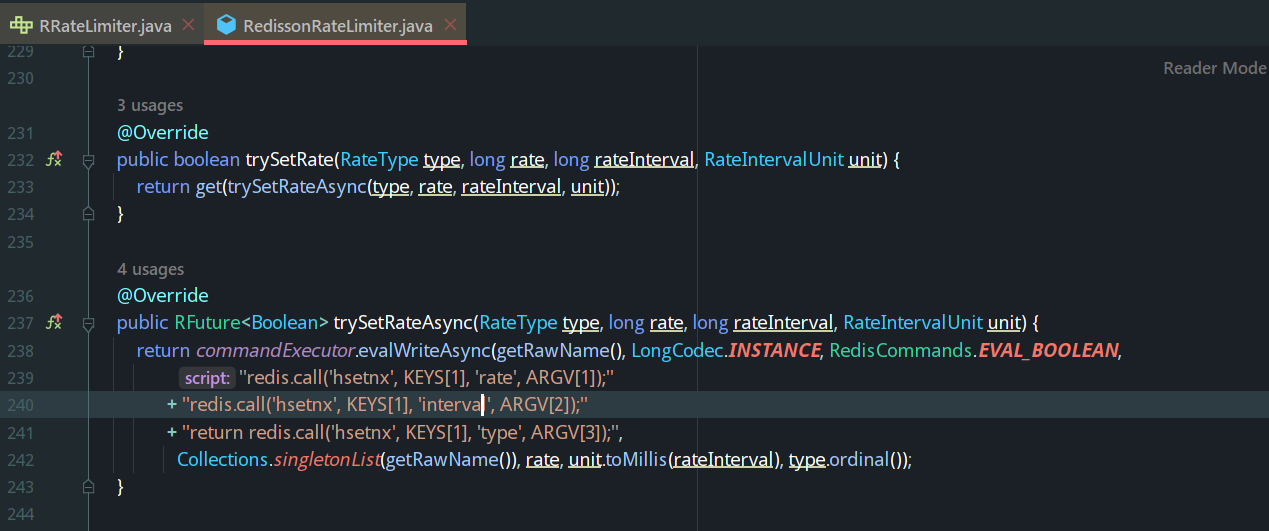 RRateLimiter.java RedissonRateLimiter.java
229 }
Reader Mode
230
3 usages
231 @Override
232 public boolean trySetRate(RateType type, long rate, long rateInterval, RateIntervalUnit unit) {
233 return get(trySetRateAsync(type, rate, rateInterval, unit));
234 }
235
4 usages
236 @Override
237 public RFuture<Boolean> trySetRateAsync(RateType type, long rate, long rateInterval, RateIntervalUnit unit) {
238 return commandExecutor.evalWriteAsync(getRawName(), LongCodec.INSTANCE, RedisCommands.EVAL_BOOLEAN,
239 script: "redis.call('hsetnx', KEYS[1], 'rate', ARGV[1]);"
240 + "redis.call('hsetnx', KEYS[1], 'interval', ARGV[2]);"
241 + "return redis.call('hsetnx', KEYS[1], 'type', ARGV[3]);",
242 Collections.singletonList(getRawName()), rate, unit.toMillis(rateInterval), type.ordinal());
243 }
244